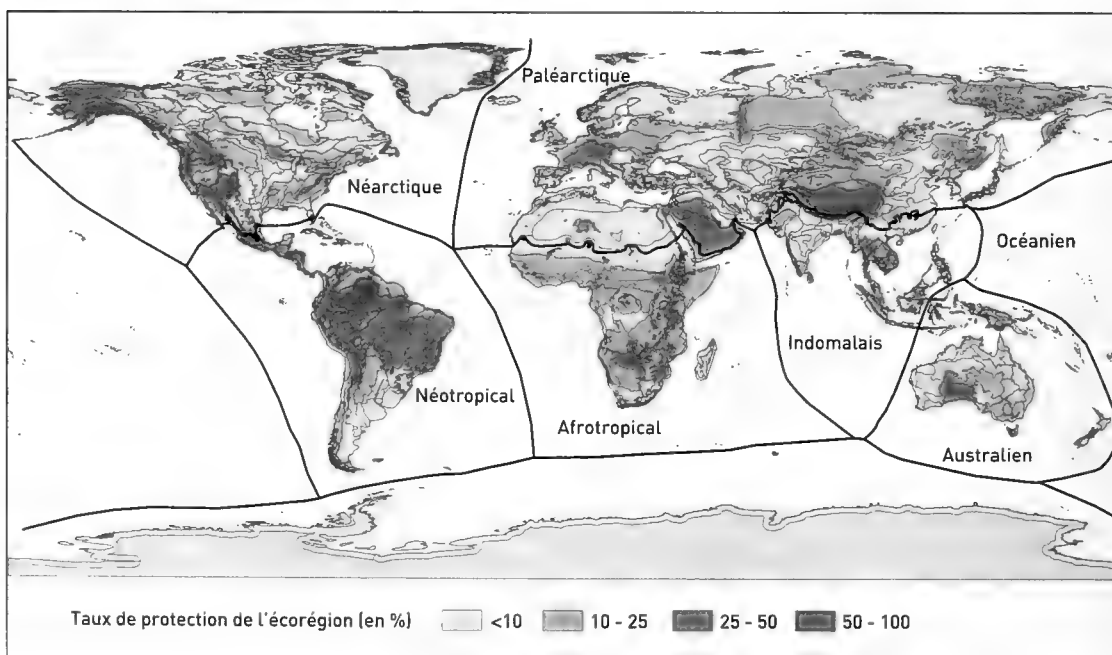 Paléarctique
Néarctique
Océanien
Indomalais
Néotropical
Afrotropical
Australien
Taux de protection de l'écorégion (en %) <10 10 - 25 25 - 50 50 - 100